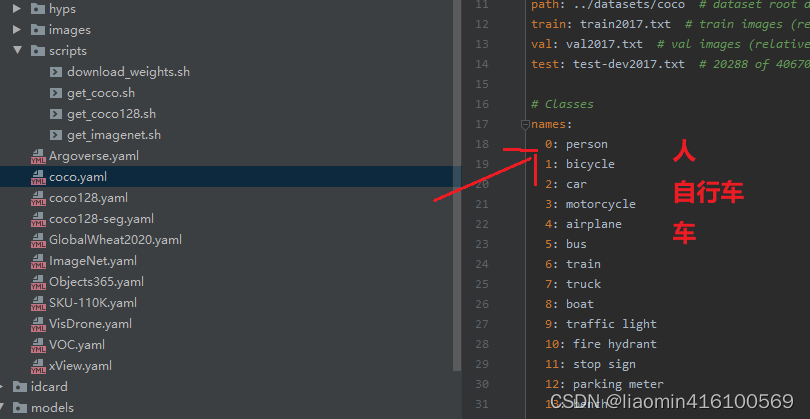 hyps
images
scripts
download_weights.sh
get_coco.sh
get_coco128.sh
get_imagenet.sh
Argoverse.yaml
coco.yaml
coco128.yaml
coco128-seg.yaml
GlobalWheat2020.yaml
ImageNet.yaml
Objects365.yaml
SKU-110K.yaml
VisDrone.yaml
VOC.yaml
xView.yaml
idcard
models
11 path: ../datasets/coco # dataset root d
12 train: train2017.txt # train images (re
13 val: val2017.txt # val images (relative
14 test: test-dev2017.txt # 20288 of 40670
15
16 # Classes
17 names:
18 0: person
19 1: bicycle
20 2: car
21 3: motorcycle
22 4: airplane
23 5: bus
24 6: train
25 7: truck
26 8: boat
27 9: traffic light
28 10: fire hydrant
29 11: stop sign
30 12: parking meter
31 13: bench
人
自行车
车
CSDN @liaomin416100569